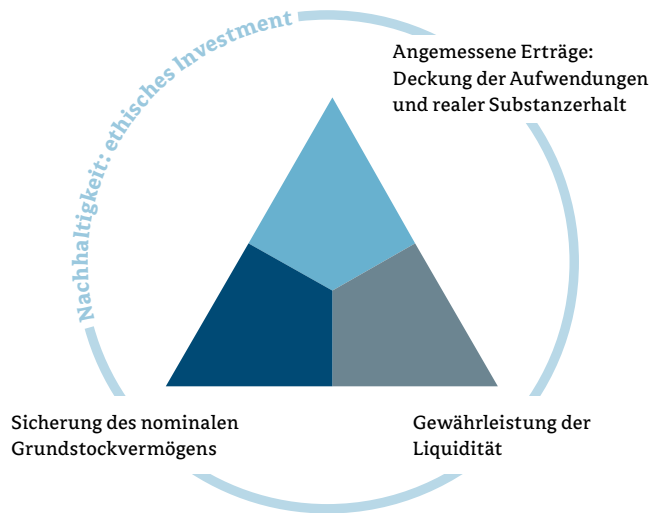 Nachhaltigkeit: ethisches Investment
Angemessene Erträge:
Deckung der Aufwendungen
und realer Substanzerhalt
Sicherung des nominalen
Grundstockvermögens
Gewährleistung der
Liquidität